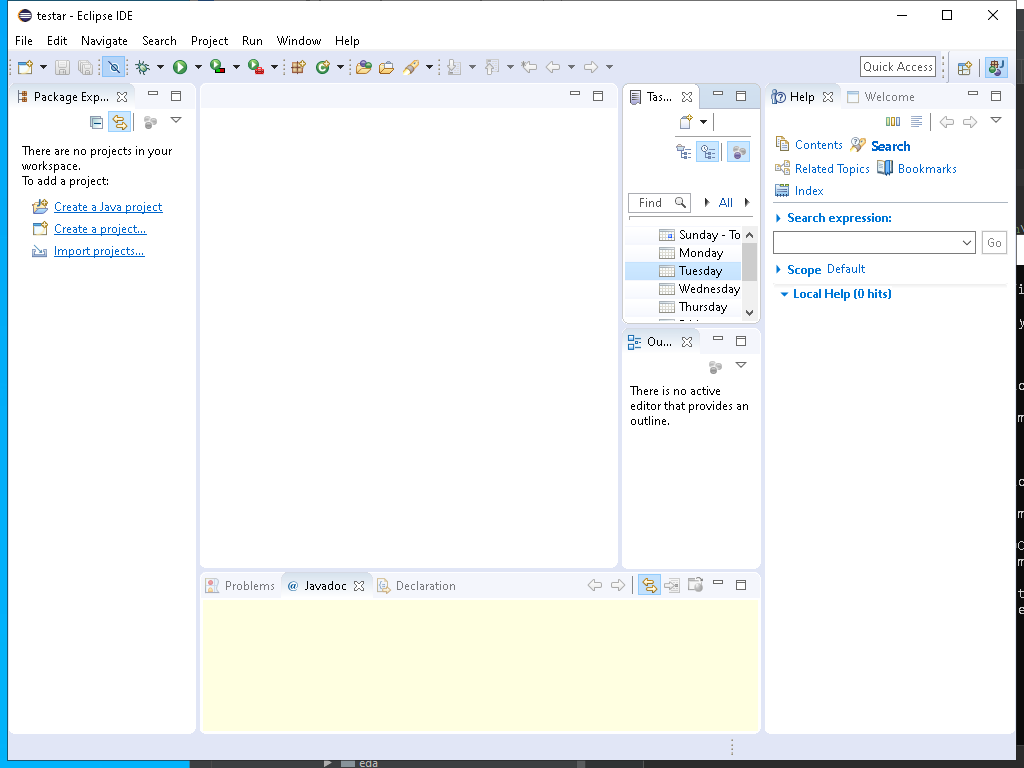 testar - Eclipse IDE
File Edit Navigate Search Project Run Window Help
Quick Access
Package Exp...
There are no projects in your
workspace.
To add a project:
Create a Java project
Create a project...
Import projects...
Tas...
Find
All
Sunday - To
Monday
Tuesday
Wednesday
Thursday
Ou...
There is no active
editor that provides an
outline.
Help Welcome
Contents Search
Related Topics Bookmarks
Index
Search expression:
Go
Scope Default
Local Help (0 hits)
Problems @ Javadoc Declaration
eda